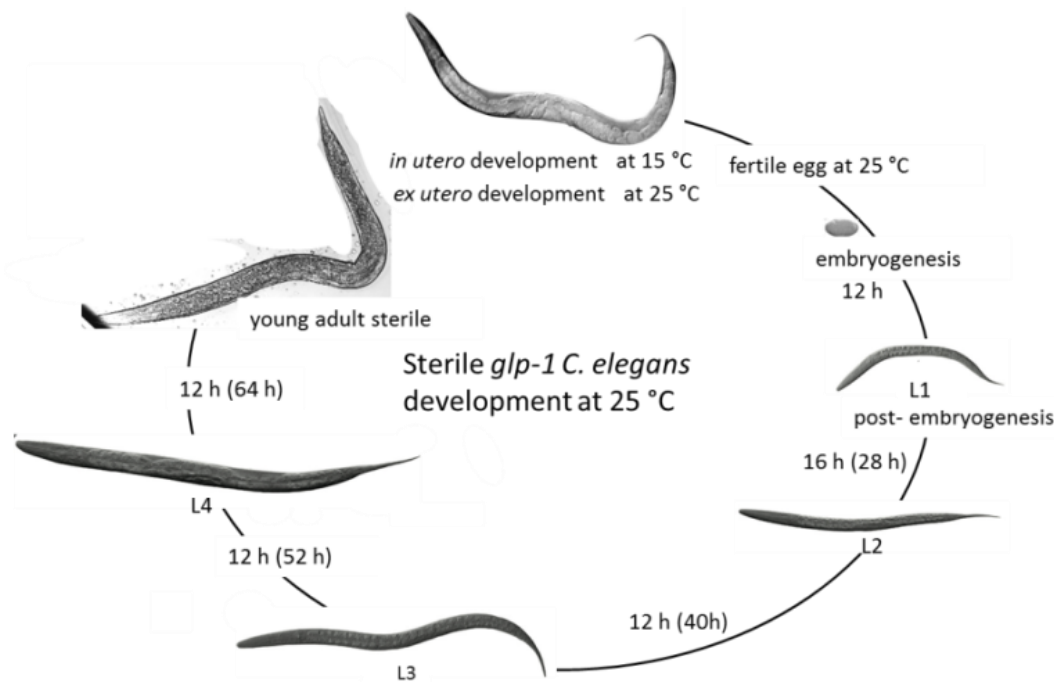 in utero development at 15 °C
ex utero development at 25 °C
fertile egg at 25 °C
embryogenesis
12 h
L1
post- embryogenesis
16 h (28 h)
L2
12 h (40h)
L3
12 h (52 h)
L4
12 h (64 h)
young adult sterile
Sterile glp-1 C. elegans
development at 25 °C